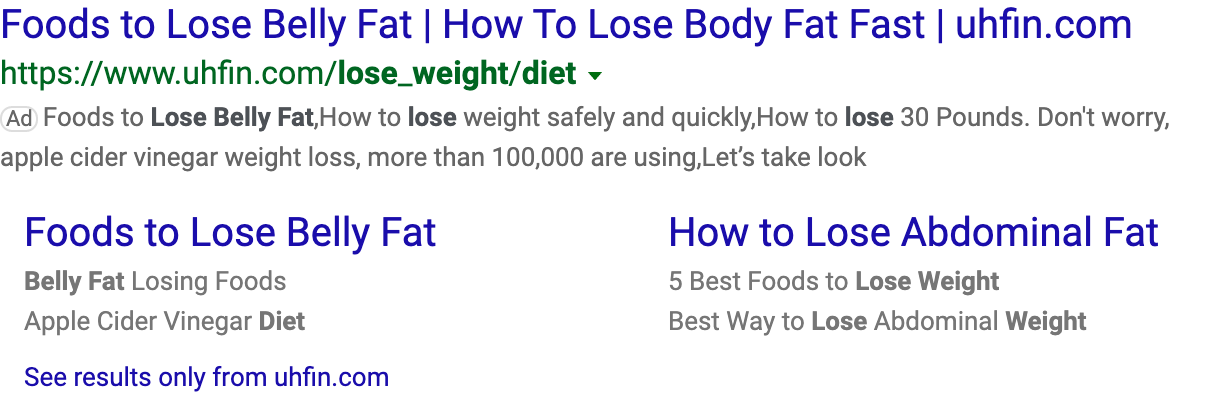 Foods to Lose Belly Fat | How To Lose Body Fat Fast | uhfin.com
https://www.uhfin.com/lose_weight/diet
Ad Foods to Lose Belly Fat,How to lose weight safely and quickly,How to lose 30 Pounds. Don't worry,
apple cider vinegar weight loss, more than 100,000 are using,Let’s take look
Foods to Lose Belly Fat
Belly Fat Losing Foods
Apple Cider Vinegar Diet
How to Lose Abdominal Fat
5 Best Foods to Lose Weight
Best Way to Lose Abdominal Weight
See results only from uhfin.com